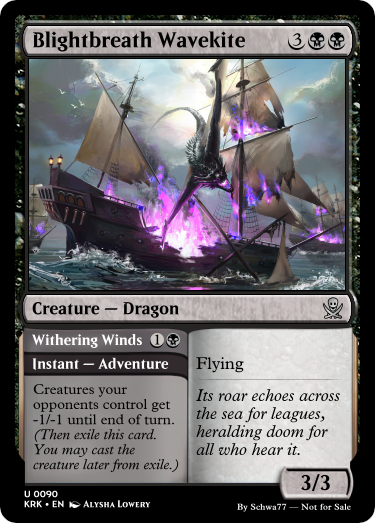 Blightbreath Wavekite 3
Creature — Dragon
Withering Winds 1
Instant — Adventure
Creatures your
opponents control get
-1/-1 until end of turn.
(Then exile this card.
You may cast the
creature later from exile.)
Flying
Its roar echoes across
the sea for leagues,
heralding doom for
all who hear it.
3/3
U 0090
KRK • EN Alysha Lowery
By Schwa77 — Not for Sale